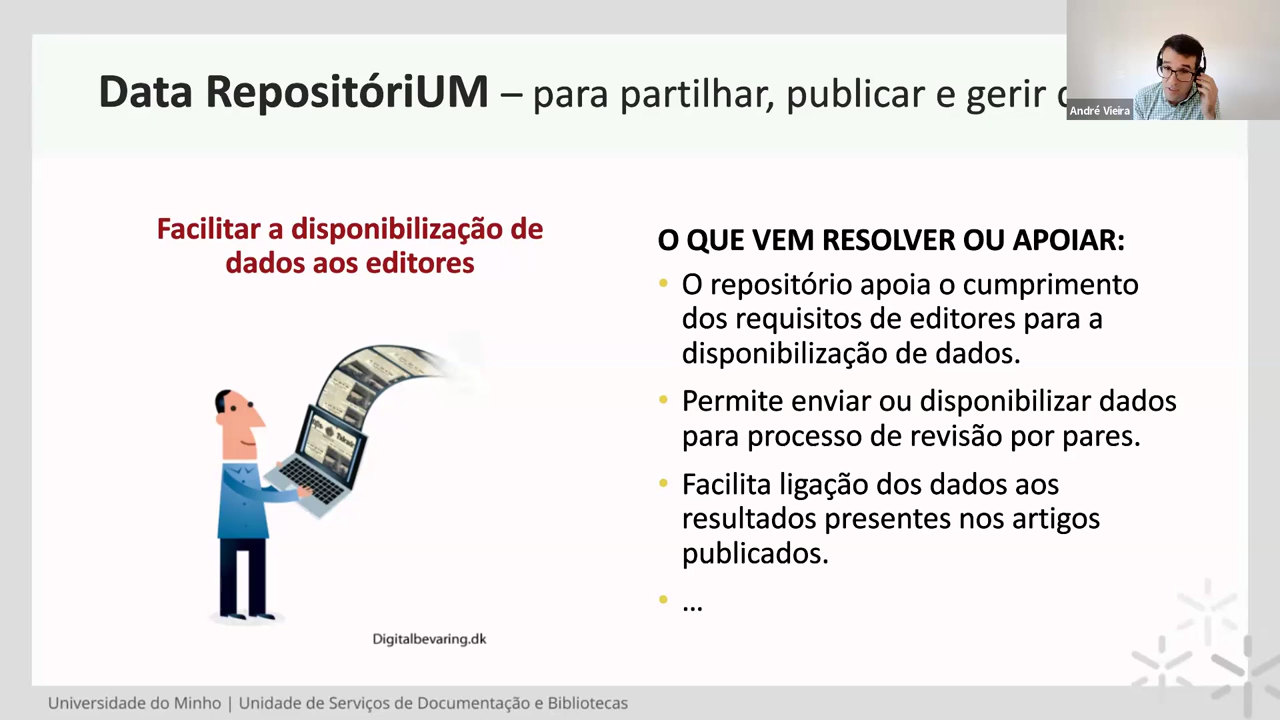 Data RepositóriUM – para partilhar, publicar e gerir
André Vieira
Facilitar a disponibilização de
dados aos editores
O QUE VEM RESOLVER OU APOIAR:
• O repositório apoia o cumprimento
dos requisitos de editores para a
disponibilização de dados.
• Permite enviar ou disponibilizar dados
para processo de revisão por pares.
• Facilita ligação dos dados aos
resultados presentes nos artigos
publicados.
• ...
Digitalbevaring.dk
Universidade do Minho | Unidade de Serviços de Documentação e Bibliotecas